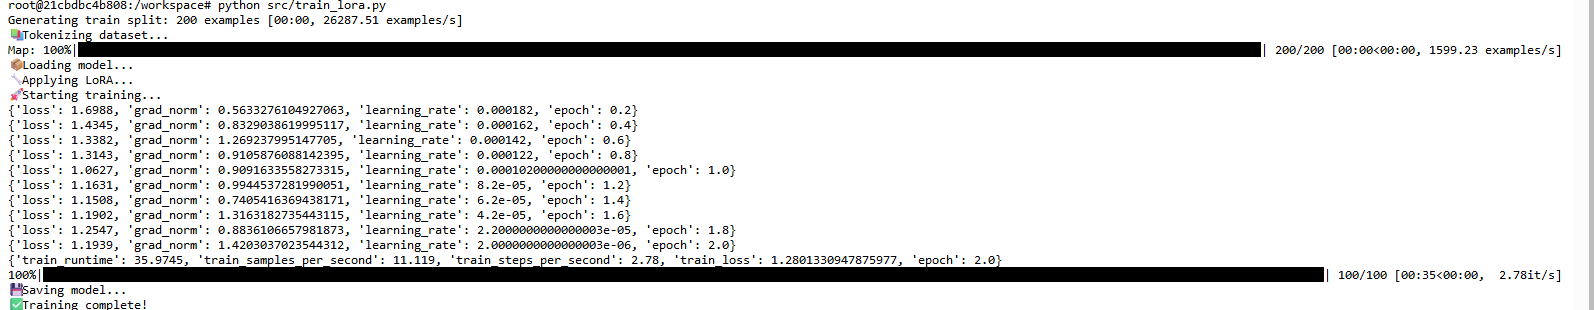 root@21cbdbc4b808:/workspace# python src/train_lora.py
Generating train split: 200 examples [00:00, 26287.51 examples/s]
📚Tokenizing dataset...
Map: 100%|██████████| 200/200 [00:00<00:00, 1599.23 examples/s]
📦Loading model...
🔧Applying LoRA...
🚀Starting training...
{'loss': 1.6988, 'grad_norm': 0.5633276104927063, 'learning_rate': 0.000182, 'epoch': 0.2}
{'loss': 1.4345, 'grad_norm': 0.8329038619995117, 'learning_rate': 0.000162, 'epoch': 0.4}
{'loss': 1.3382, 'grad_norm': 1.269237995147705, 'learning_rate': 0.000142, 'epoch': 0.6}
{'loss': 1.3143, 'grad_norm': 0.9105876088142395, 'learning_rate': 0.000122, 'epoch': 0.8}
{'loss': 1.0627, 'grad_norm': 0.9091633558273315, 'learning_rate': 0.00010200000000000001, 'epoch': 1.0}
{'loss': 1.1631, 'grad_norm': 0.9944537281990051, 'learning_rate': 8.2e-05, 'epoch': 1.2}
{'loss': 1.1508, 'grad_norm': 0.7405416369438171, 'learning_rate': 6.2e-05, 'epoch': 1.4}
{'loss': 1.1902, 'grad_norm': 1.3163182735443115, 'learning_rate': 4.2e-05, 'epoch': 1.6}
{'loss': 1.2547, 'grad_norm': 0.8836106657981873, 'learning_rate': 2.2000000000000003e-05, 'epoch': 1.8}
{'loss': 1.1939, 'grad_norm': 1.4203037023544312, 'learning_rate': 2.0000000000000003e-06, 'epoch': 2.0}
{'train_runtime': 35.9745, 'train_samples_per_second': 11.119, 'train_steps_per_second': 2.78, 'train_loss': 1.2801330947875977, 'epoch': 2.0}
100%|██████████| 100/100 [00:35<00:00,  2.78it/s]
💾Saving model...
✅Training complete!